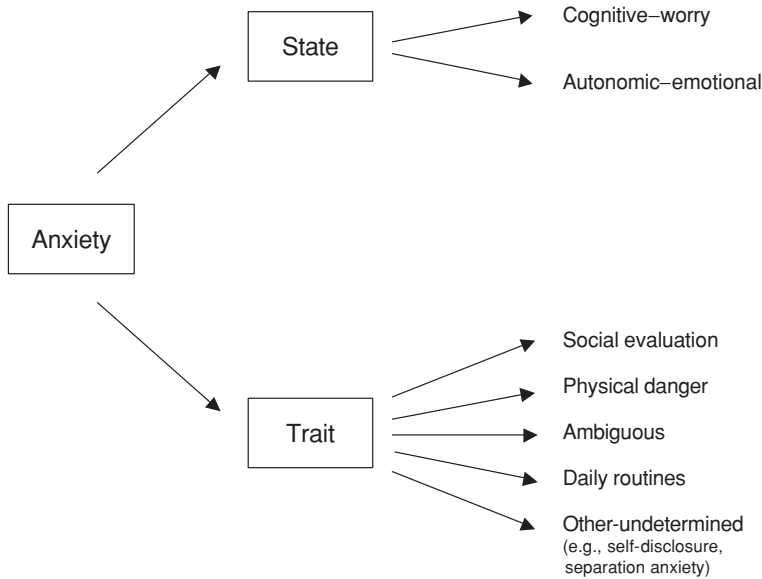 State
Cognitive–worry
Autonomic–emotional
Anxiety
Trait
Social evaluation
Physical danger
Ambiguous
Daily routines
Other-undetermined
(e.g., self-disclosure,
separation anxiety)